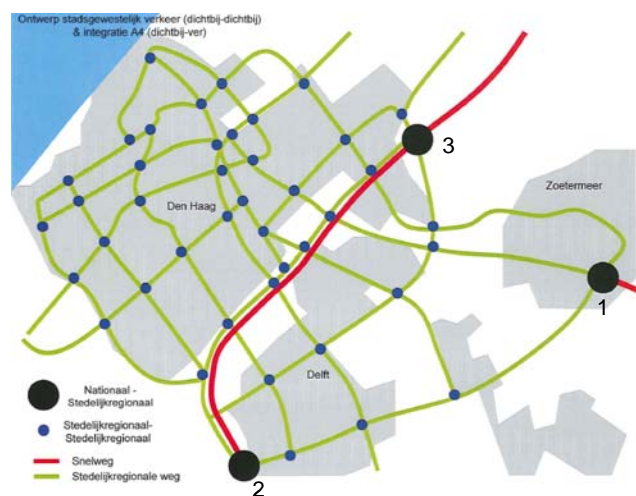 Ontwerp stadsgewestelijk verkeer (dichtbij-dichtbij)
& integratie A4 (dichtbij-ver)
3
Zoetermeer
Den Haag
1
Delft
Nationaal -
Stedelijkregionaal
Stedelijkregionaal-
Stedelijkregionaal
Snelweg
Stedelijkregionale weg
2